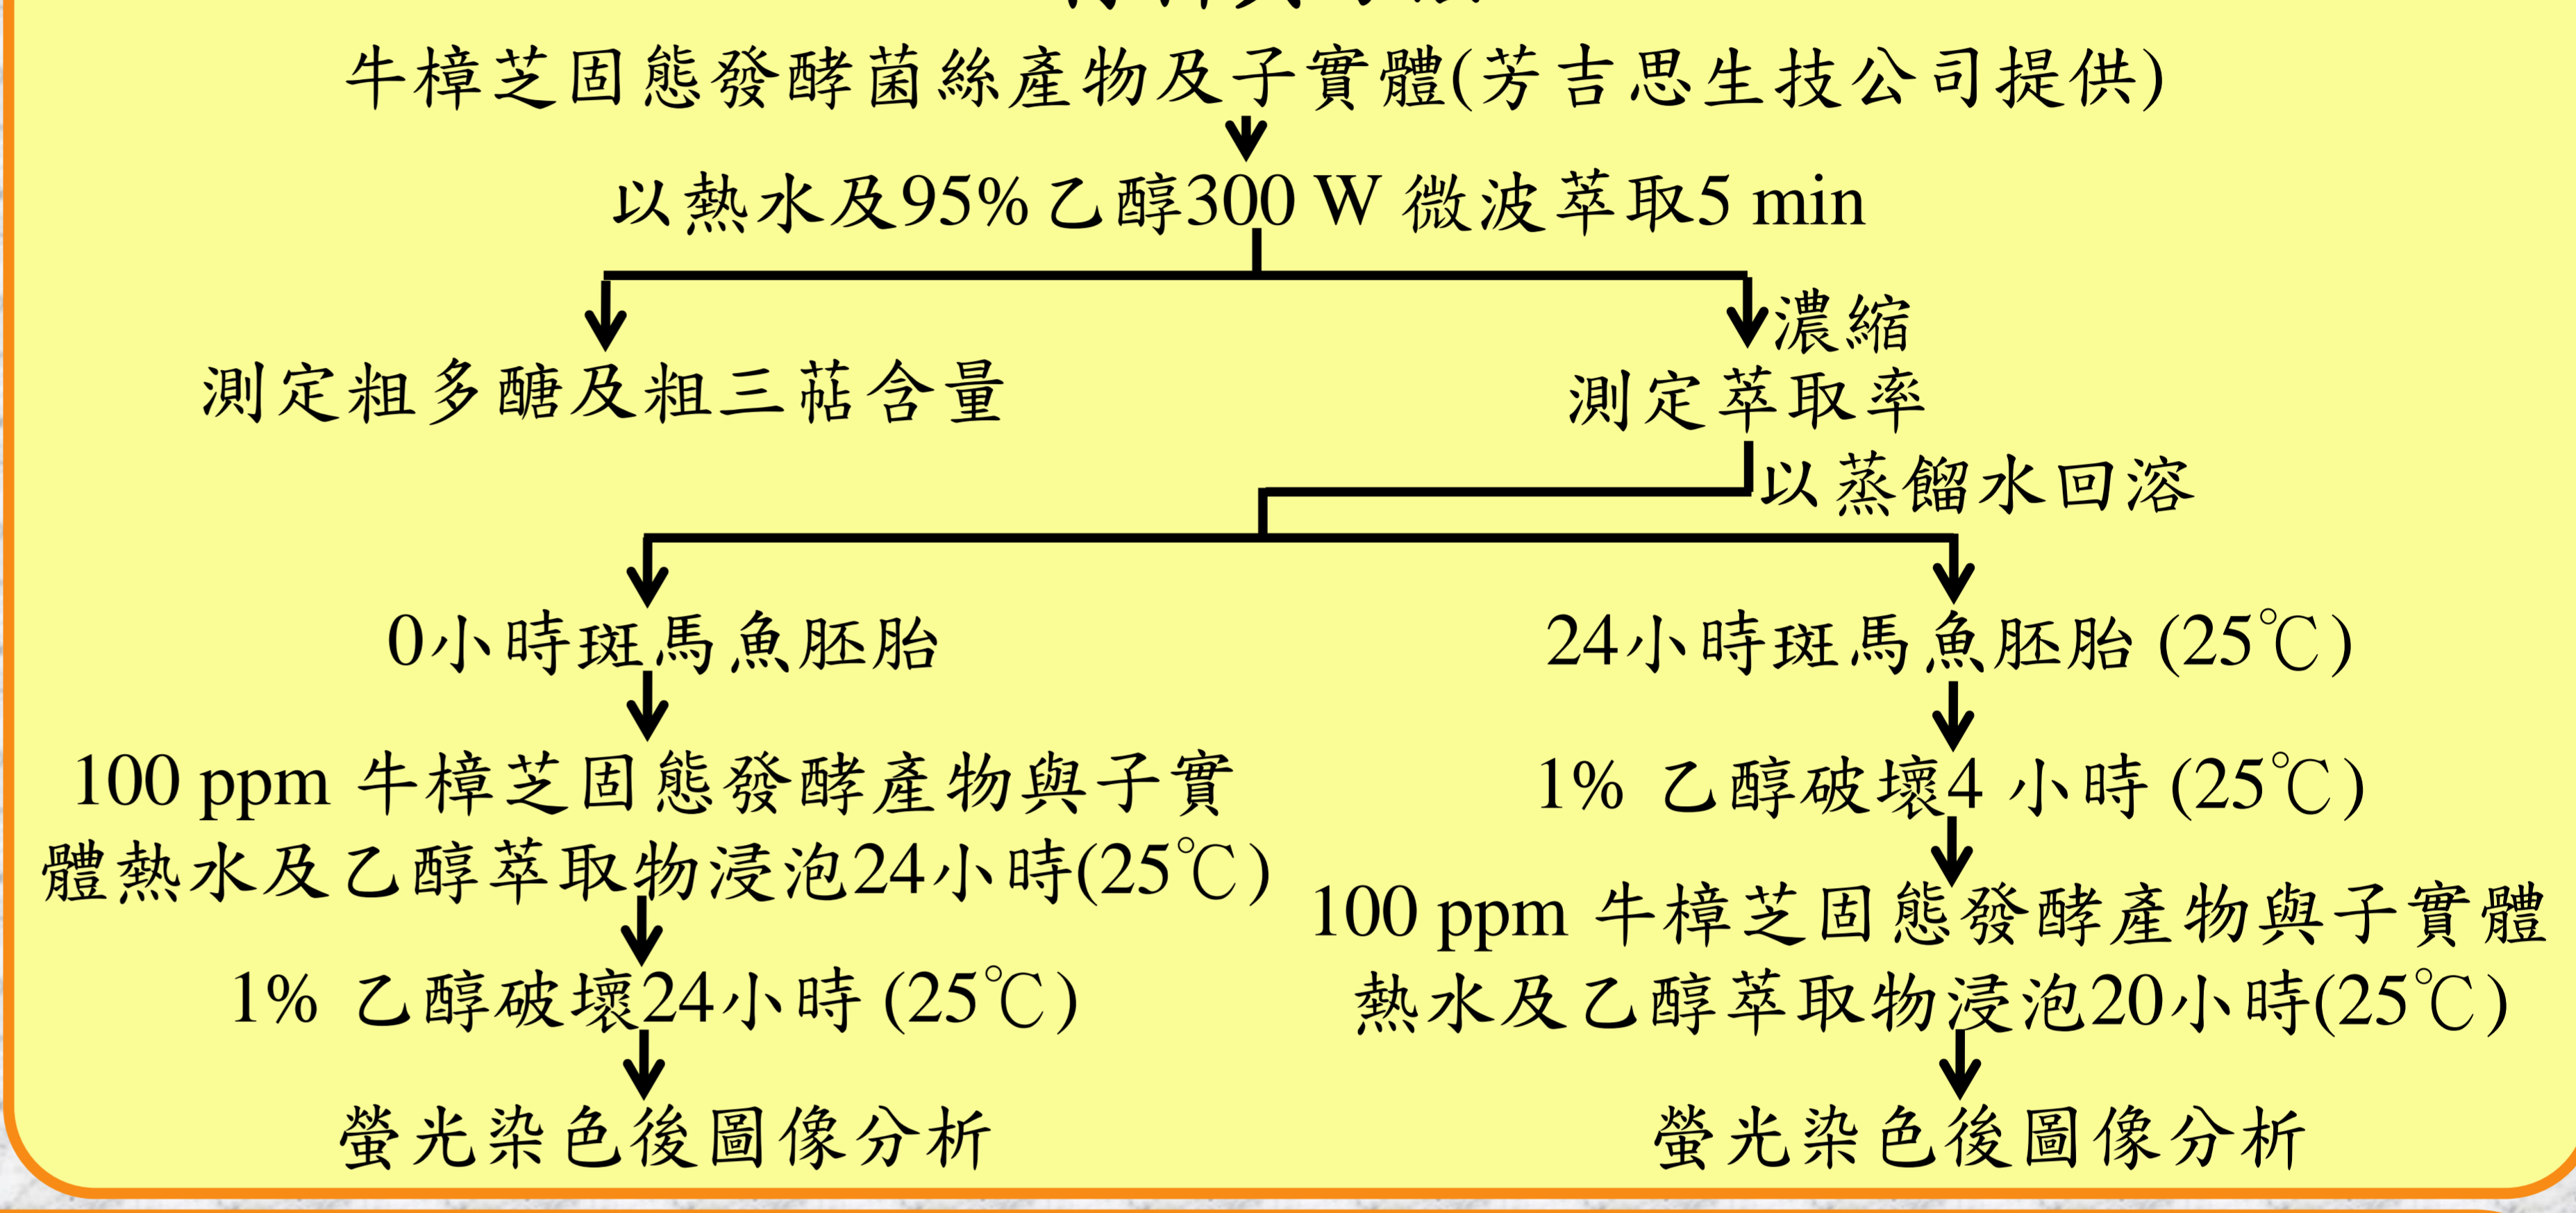 牛樟芝固態發酵菌絲產物及子實體(芳吉思生技公司提供)
以熱水及95%乙醇300 W 微波萃取5 min
濃縮
測定粗多醣及粗三萜含量
測定萃取率
以蒸餾水回溶
0小時斑馬魚胚胎
100 ppm 牛樟芝固態發酵產物與子實
體熱水及乙醇萃取物浸泡24小時(25℃)
1% 乙醇破壞24小時 (25℃)
螢光染色後圖像分析
24小時斑馬魚胚胎 (25℃)
1% 乙醇破壞4 小時 (25℃)
100 ppm 牛樟芝固態發酵產物與子實體
熱水及乙醇萃取物浸泡20小時(25℃)
螢光染色後圖像分析